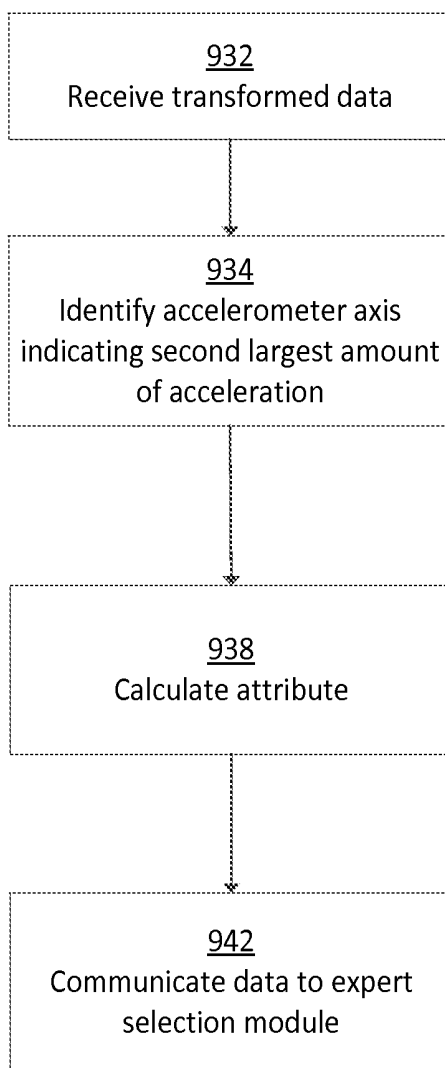 932
Receive transformed data
934
Identify accelerometer axis
indicating second largest amount
of acceleration
938
Calculate attribute
942
Communicate data to expert
selection module